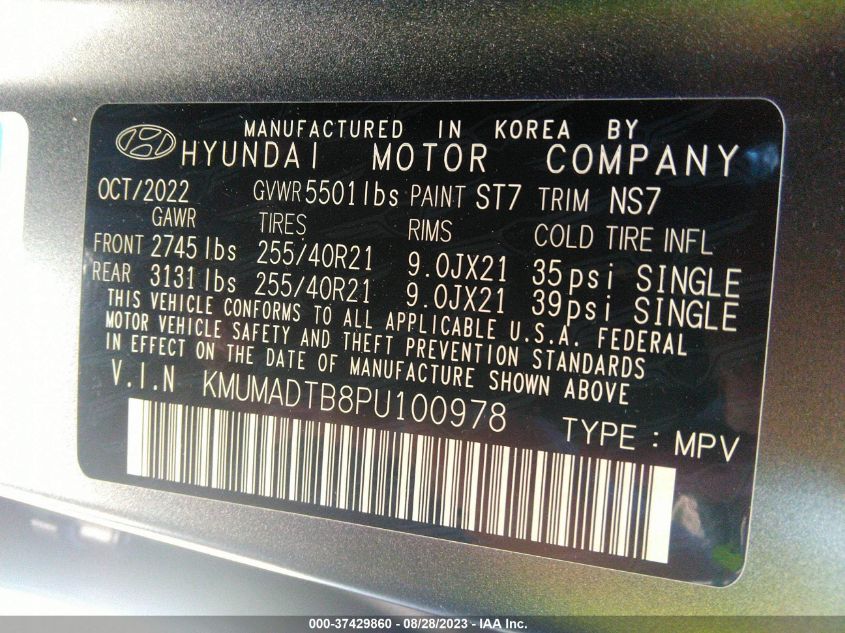 MANUFACTURED IN KOREA BY
HYUNDAI MOTOR COMPANY
OCT/2022 GVWR 5501lbs PAINT ST7 TRIM NS7
GAWR TIRES RIMS COLD TIRE INFL
FRONT 2745 lbs 255/40R21 9.0JX21 35psi SINGLE
REAR 3131 lbs 255/40R21 9.0JX21 39psi SINGLE
THIS VEHICLE CONFORMS TO ALL APPLICABLE U.S.A. FEDERAL
MOTOR VEHICLE SAFETY AND THEFT PREVENTION STANDARDS
IN EFFECT ON THE DATE OF MANUFACTURE SHOWN ABOVE.
V.I.N KMUMADTB8PU100978
TYPE : MPV
000-37429860 - 08/28/2023 - IAA Inc.